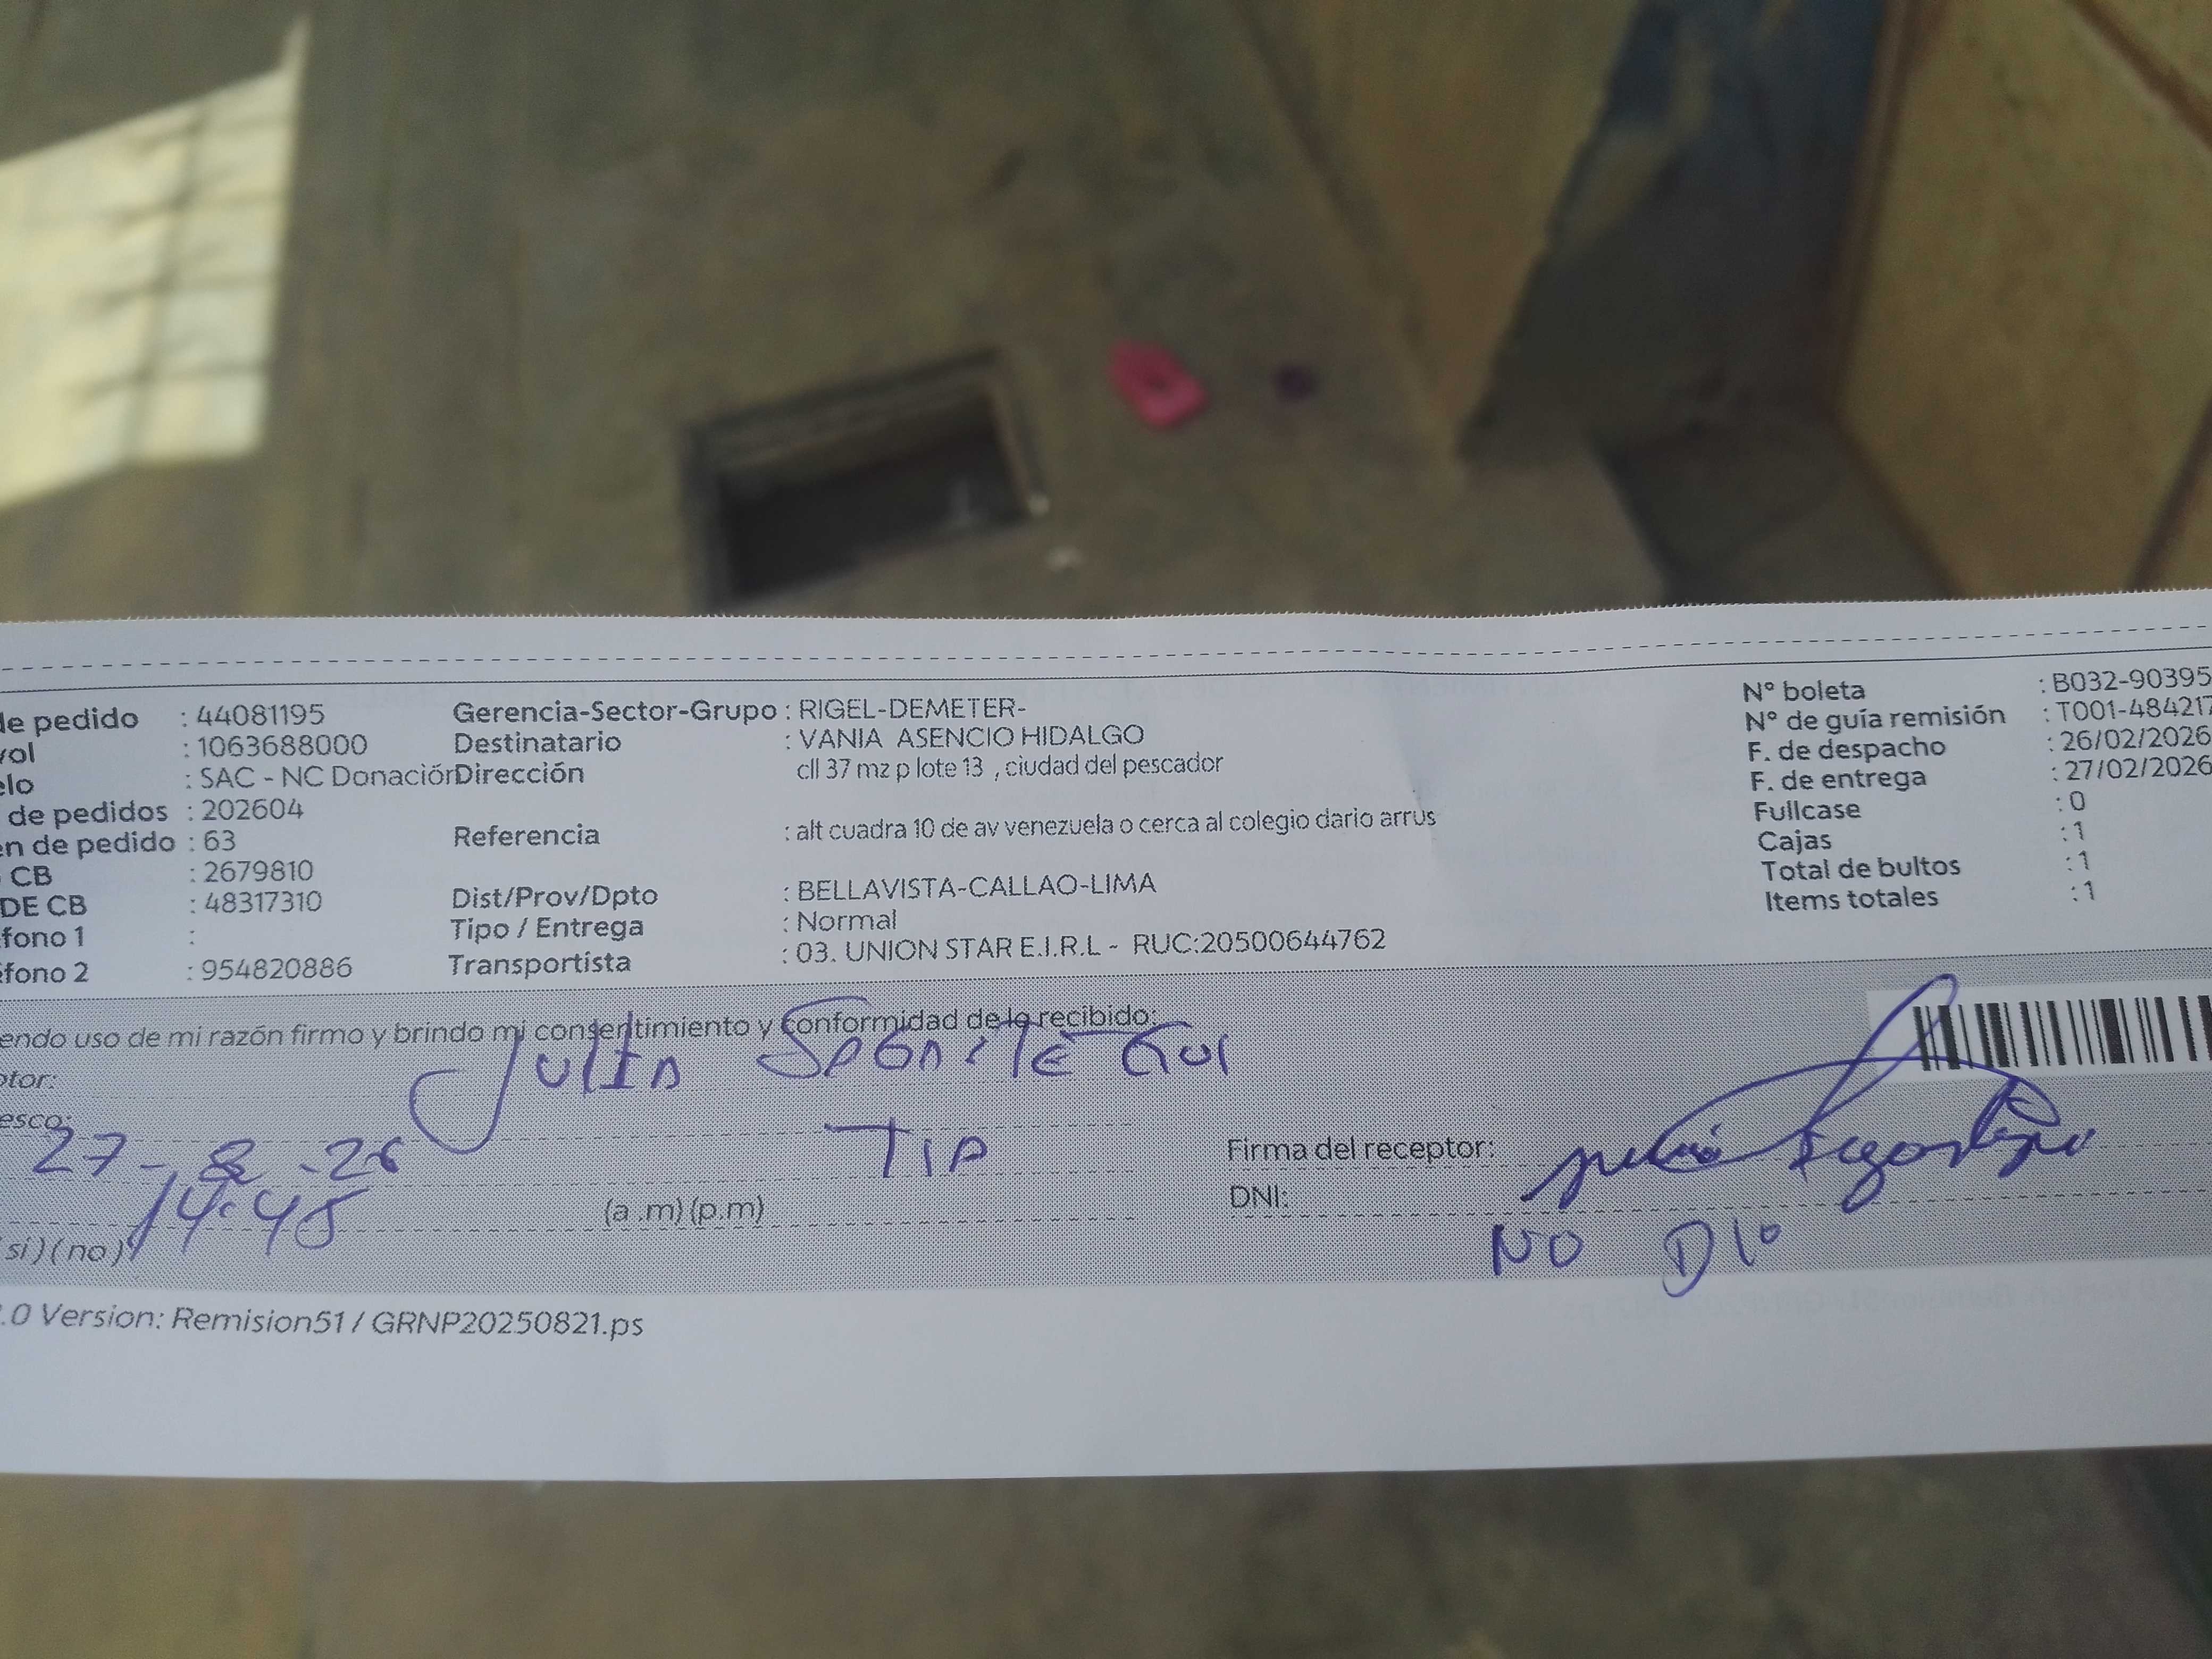 de pedido : 44081195
vol : 1063688000
elo : SAC - NC Donación
de pedidos : 202604
en de pedido : 63
CB : 2679810
DE CB : 48317310
fono 1 :
éfono 2 : 954820886
Gerencia-Sector-Grupo : RIGEL-DEMETER-
Destinatario : VANIA ASENCIO HIDALGO
Dirección cll 37 mz p lote 13 , ciudad del pescador
Referencia : alt cuadra 10 de av venezuela o cerca al colegio dario arrus
Dist/Prov/Dpto : BELLAVISTA-CALLAO-LIMA
Tipo / Entrega : Normal
Transportista : 03. UNION STAR E.I.R.L - RUC:20500644762
N° boleta : B032-90395
N° de guía remisión : T001-484217
F. de despacho : 26/02/2026
F. de entrega : 27/02/2026
Fullcase : 0
Cajas : 1
Total de bultos : 1
Items totales : 1
endo uso de mi razón firmo y brindo mi consentimiento y conformidad de lo recibido:
ptor: Julia
esco: TIA
27-2-26
14:45 (a .m) (p.m)
si) (no)
Firma del receptor:
DNI: NO DIO
.0 Version: Remision51 / GRNP20250821.ps